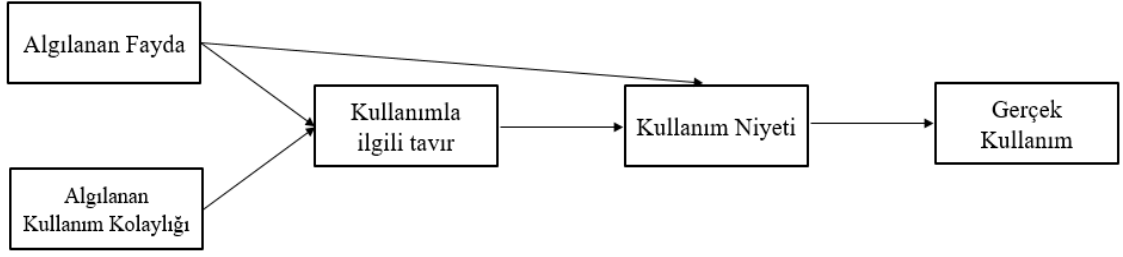 Algılanan Fayda
Kullanımla
ilgili tavır
Kullanım Niyeti
Gerçek
Kullanım
Algılanan
Kullanım Kolaylığı